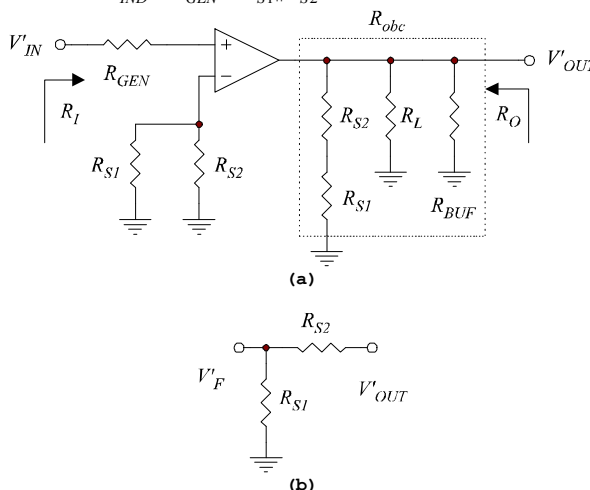 R_obc
V'_IN
V'_OUT
R_GEN
R_I
R_S2
R_L
R_O
R_S1
R_S2
R_S1
R_BUF
(a)
R_S2
V'_F
R_S1
V'_OUT
(b)